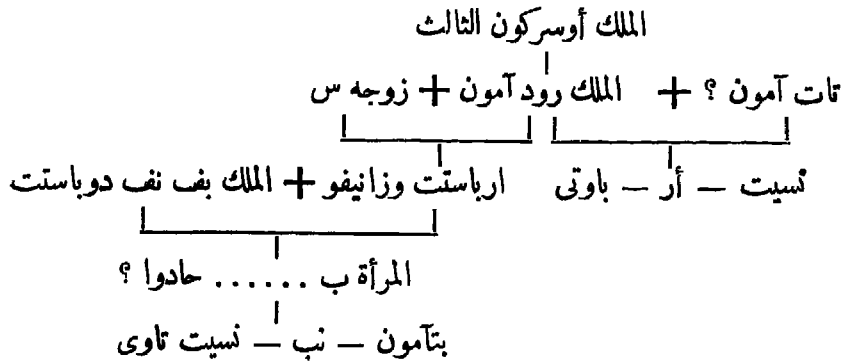 الملك أوسركون الثالث
تات آمون ؟ + الملك رود آمون + زوجه س
نسيت — أر — باوتى ارباستت وزانيفو + الملك بف نف دوباستت
المرأة ب ...... حادوا ؟
بتآمون — نب — نسيت تاوى